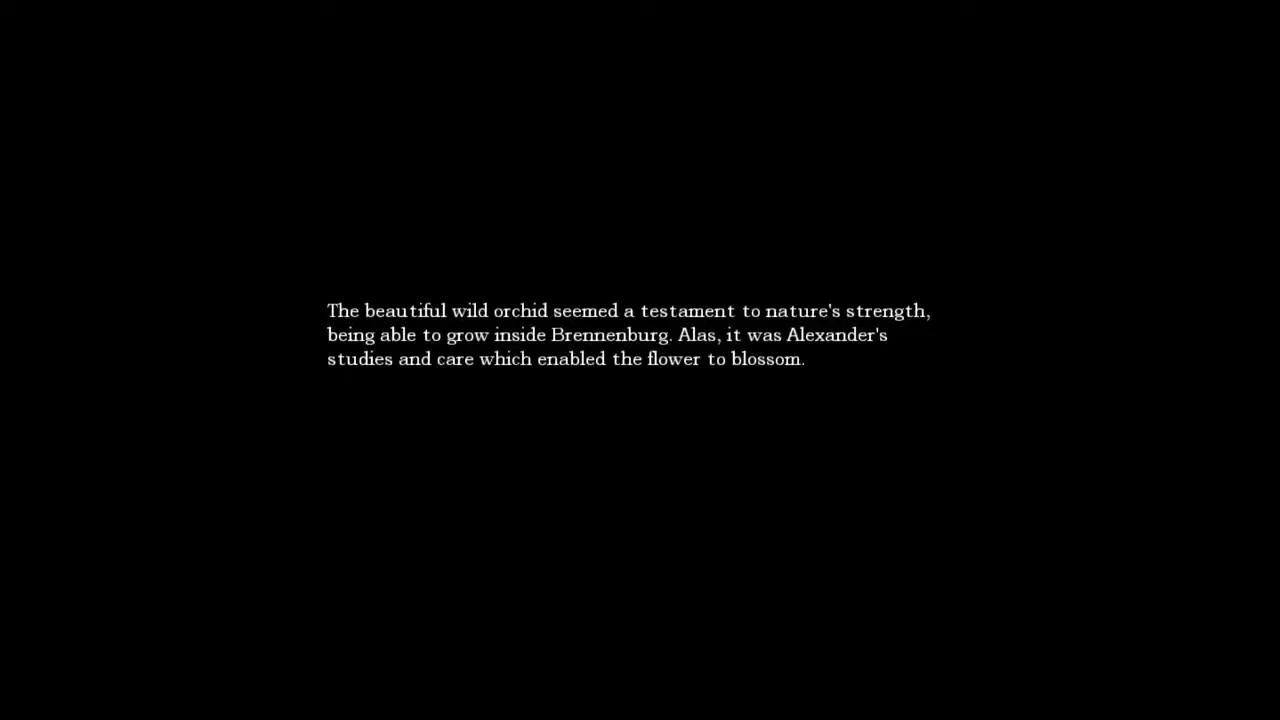 The beautiful wild orchid seemed a testament to nature's strength,
being able to grow inside Brennenburg. Alas, it was Alexander's
studies and care which enabled the flower to blossom.